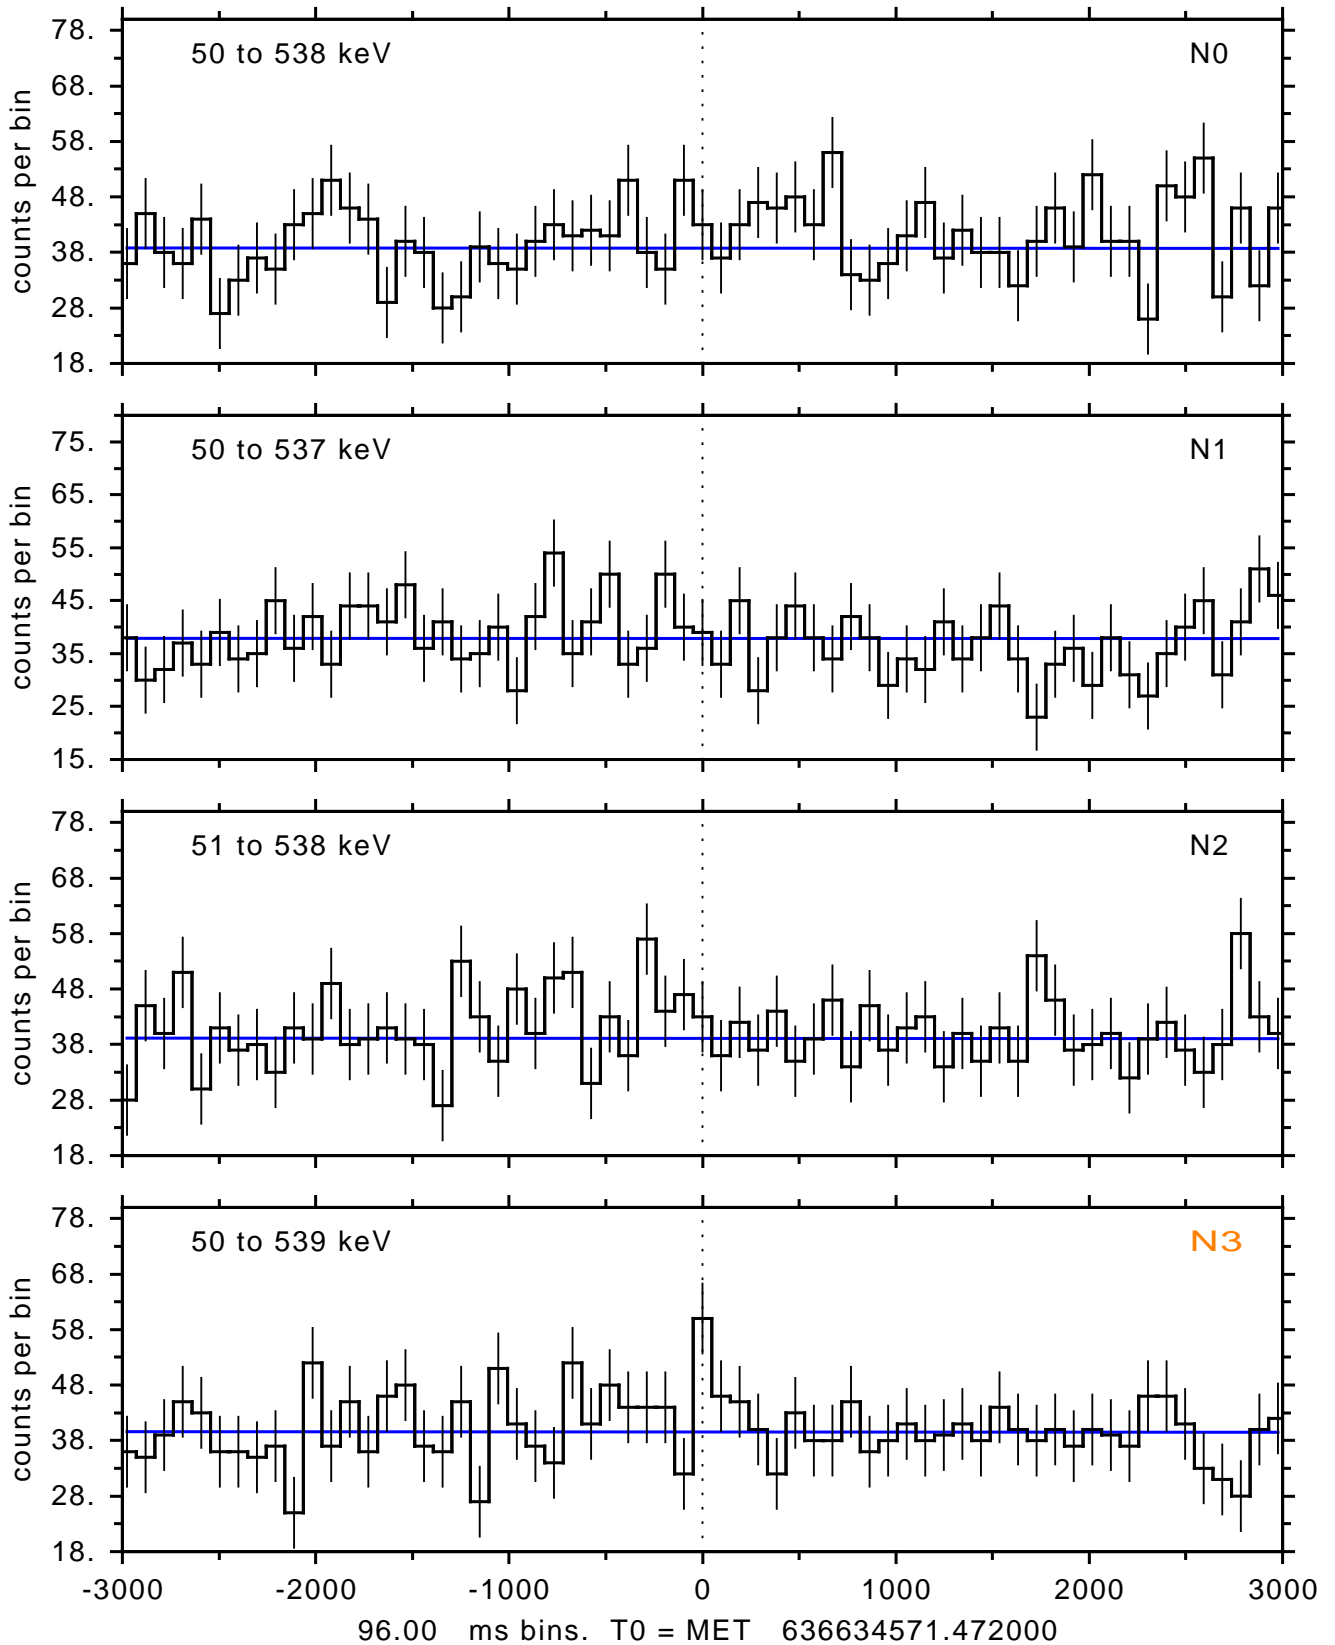 78.
68.
58.
48.
38.
28.
18.
counts per bin
50 to 538 keV
N0
75.
65.
55.
45.
35.
25.
15.
counts per bin
50 to 537 keV
N1
78.
68.
58.
48.
38.
28.
18.
counts per bin
51 to 538 keV
N2
78.
68.
58.
48.
38.
28.
18.
counts per bin
50 to 539 keV
N3
-3000 -2000 -1000 0 1000 2000 3000
96.00 ms bins. T0 = MET 636634571.472000